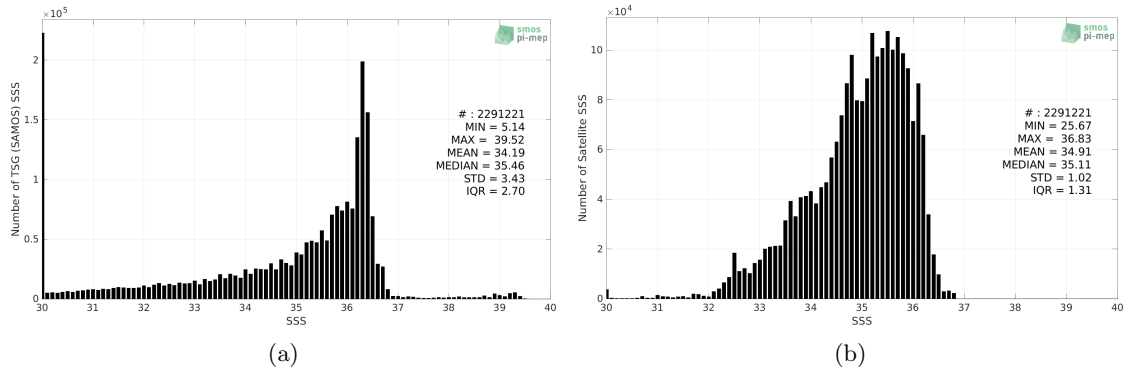 ×10⁵
smos
pi-mep
# : 2291221
MIN = 5.14
MAX = 39.52
MEAN = 34.19
MEDIAN = 35.46
STD = 3.43
IQR = 2.70
Number of TSG (SAMOS) SSS
2
1.5
1
0.5
0
30 31 32 33 34 35 36 37 38 39 40
SSS
(a)
×10⁴
smos
pi-mep
# : 2291221
MIN = 25.67
MAX = 36.83
MEAN = 34.91
MEDIAN = 35.11
STD = 1.02
IQR = 1.31
Number of Satellite SSS
10
8
6
4
2
0
30 31 32 33 34 35 36 37 38 39 40
SSS
(b)